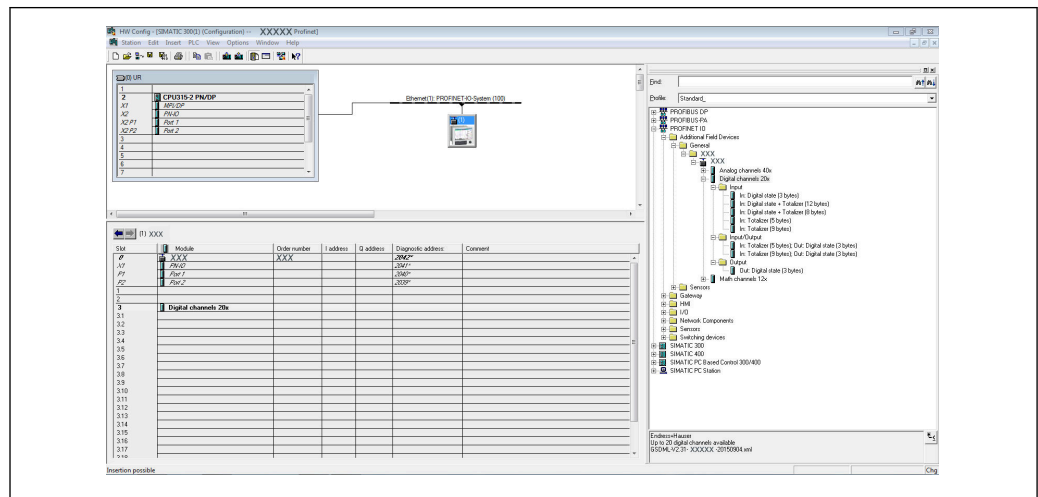 HW Config - [SIMATIC 300(1) (Configuration) -- XXXXX Profinet]
Station Edit Insert PLC View Options Window Help
(0) UR
1
2 CPU315-2 PN/DP
X1 MPI/DP
X2 PN-IO
X2 P1 Port 1
X2 P2 Port 2
3
4
5
6
7
Ethernet(1): PROFINET-IO-System (100)
(1)
Find:
Profile: Standard_
PROFIBUS DP
PROFIBUS-PA
PROFINET IO
Additional Field Devices
General
XXX
XXX
Analog channels 40x
Digital channels 20x
Input
In: Digital state (3 bytes)
In: Digital state + Totalizer (12 bytes)
In: Digital state + Totalizer (8 bytes)
In: Totalizer (5 bytes)
In: Totalizer (9 bytes)
Input/Output
In: Totalizer (5 bytes); Out: Digital state (3 bytes)
In: Totalizer (9 bytes); Out: Digital state (3 bytes)
Output
Out: Digital state (3 bytes)
Math channels 12x
Sensors
Gateway
HMI
I/O
Network Components
Sensors
Switching devices
SIMATIC 300
SIMATIC 400
SIMATIC PC Based Control 300/400
SIMATIC PC Station
(1) XXX
Slot Module Order number I address Q address Diagnostic address: Comment
0 XXX XXX 2042*
X1 PN-IO 2041*
P1 Port 1 2040*
P2 Port 2 2039*
1
2
3 Digital channels 20x
3.1
3.2
3.3
3.4
3.5
3.6
3.7
3.8
3.9
3.10
3.11
3.12
3.13
3.14
3.15
3.16
3.17
3.18
Endress+Hauser
Up to 20 digital channels available
GSDML-V2.31- XXXXXX -20150904.xml
Insertion possible
Chg